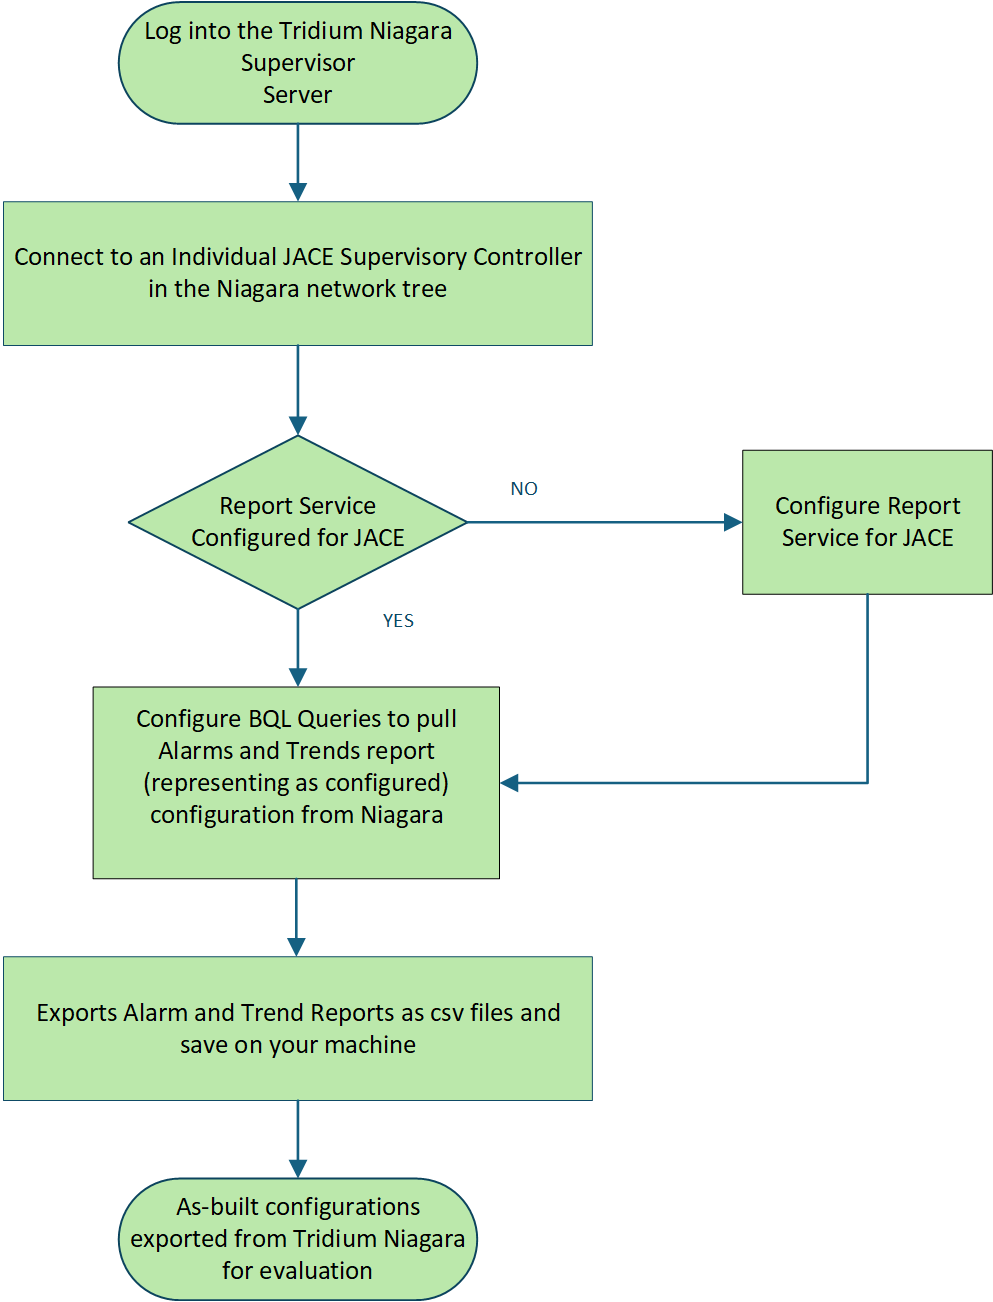 Log into the Tridium Niagara
Supervisor
Server
Connect to an Individual JACE Supervisory Controller
in the Niagara network tree
Report Service
Configured for JACE
NO
Configure Report
Service for JACE
YES
Configure BQL Queries to pull
Alarms and Trends report
(representing as configured)
configuration from Niagara
Exports Alarm and Trend Reports as csv files and
save on your machine
As-built configurations
exported from Tridium Niagara
for evaluation